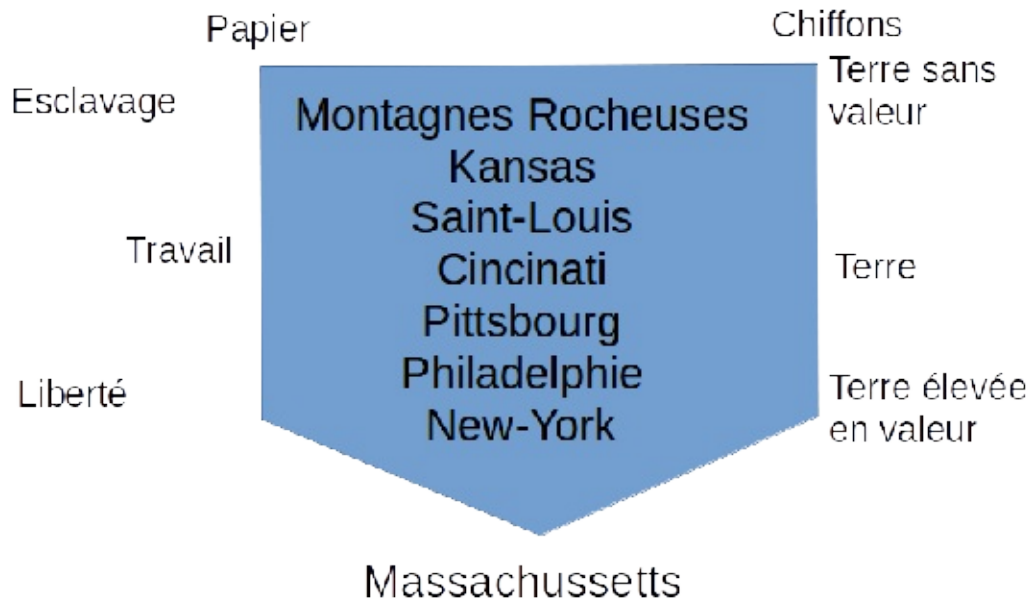 Papier
Chiffons
Esclavage
Terre sans
valeur
Montagnes Rocheuses
Kansas
Saint-Louis
Travail
Cincinati
Terre
Pittsbourg
Philadelphie
Liberté
Terre élevée
en valeur
New-York
Massachussetts